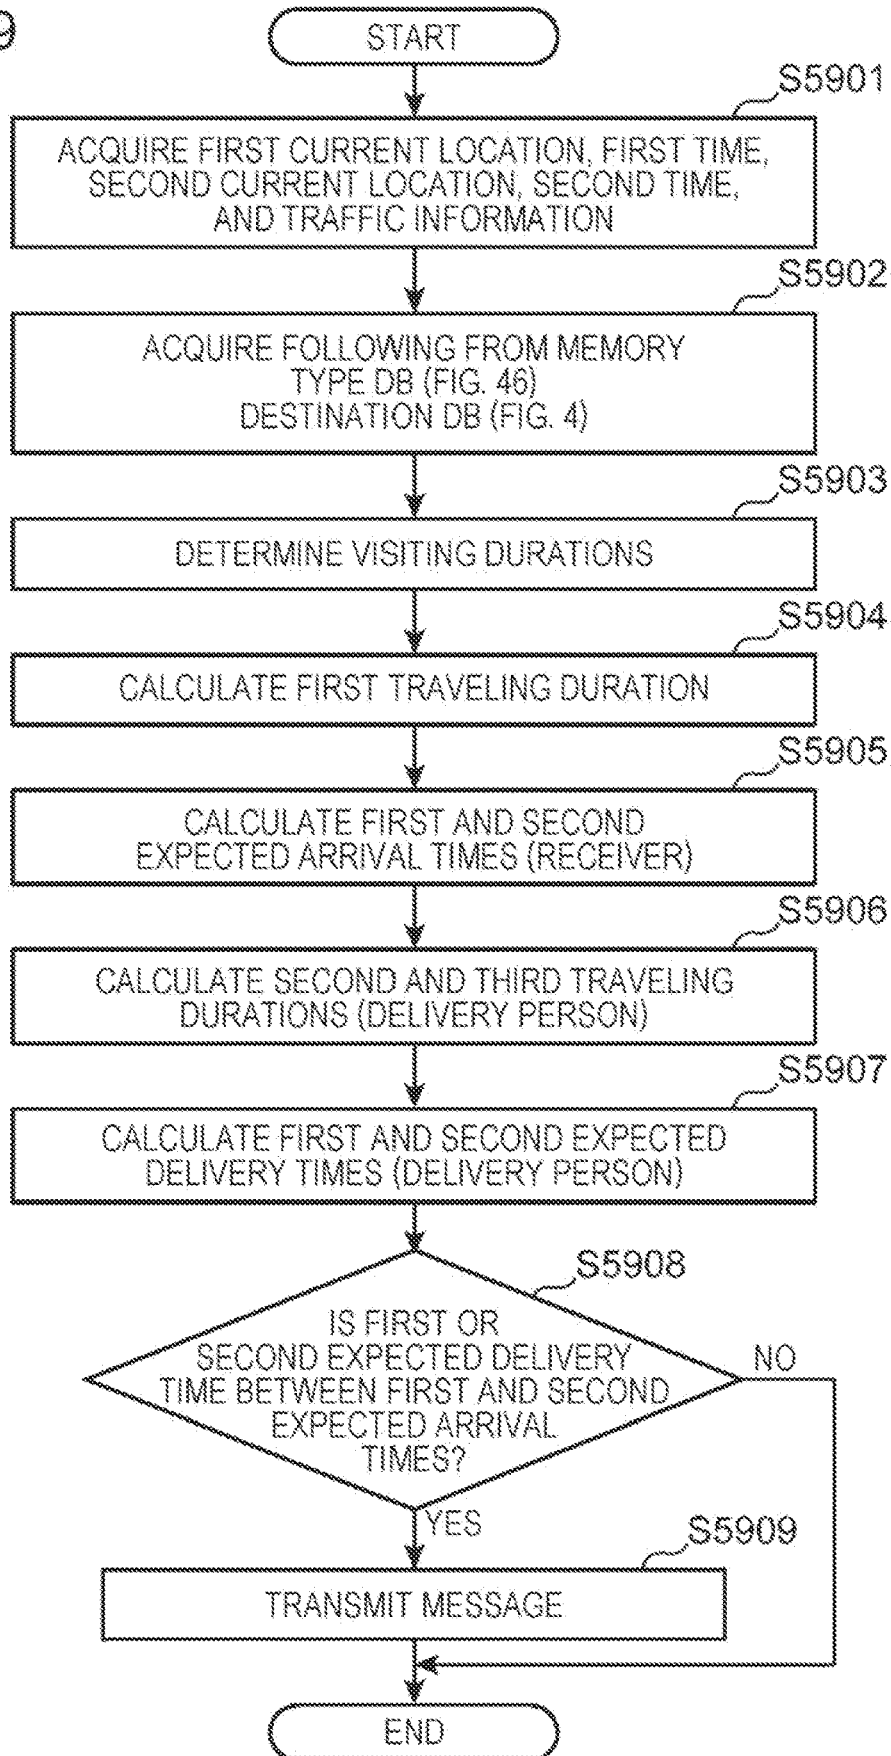 9
START
S5901
ACQUIRE FIRST CURRENT LOCATION, FIRST TIME,
SECOND CURRENT LOCATION, SECOND TIME,
AND TRAFFIC INFORMATION
S5902
ACQUIRE FOLLOWING FROM MEMORY
TYPE DB (FIG. 46)
DESTINATION DB (FIG. 4)
S5903
DETERMINE VISITING DURATIONS
S5904
CALCULATE FIRST TRAVELING DURATION
S5905
CALCULATE FIRST AND SECOND
EXPECTED ARRIVAL TIMES (RECEIVER)
S5906
CALCULATE SECOND AND THIRD TRAVELING
DURATIONS (DELIVERY PERSON)
S5907
CALCULATE FIRST AND SECOND EXPECTED
DELIVERY TIMES (DELIVERY PERSON)
S5908
IS FIRST OR
SECOND EXPECTED DELIVERY
TIME BETWEEN FIRST AND SECOND
EXPECTED ARRIVAL
TIMES?
NO
YES
S5909
TRANSMIT MESSAGE
END